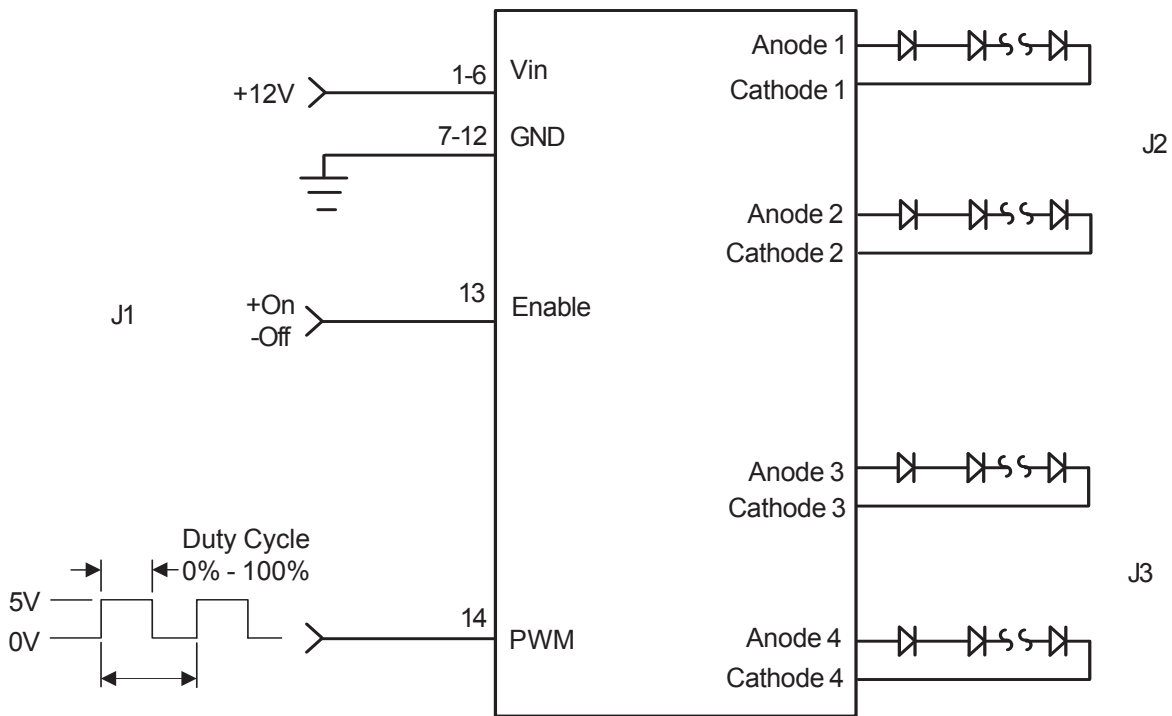 +12V
1-6
Vin
7-12
GND
J1
+On
-Off
13
Enable
Duty Cycle
0% - 100%
5V
0V
14
PWM
Anode 1
Cathode 1
J2
Anode 2
Cathode 2
Anode 3
Cathode 3
J3
Anode 4
Cathode 4